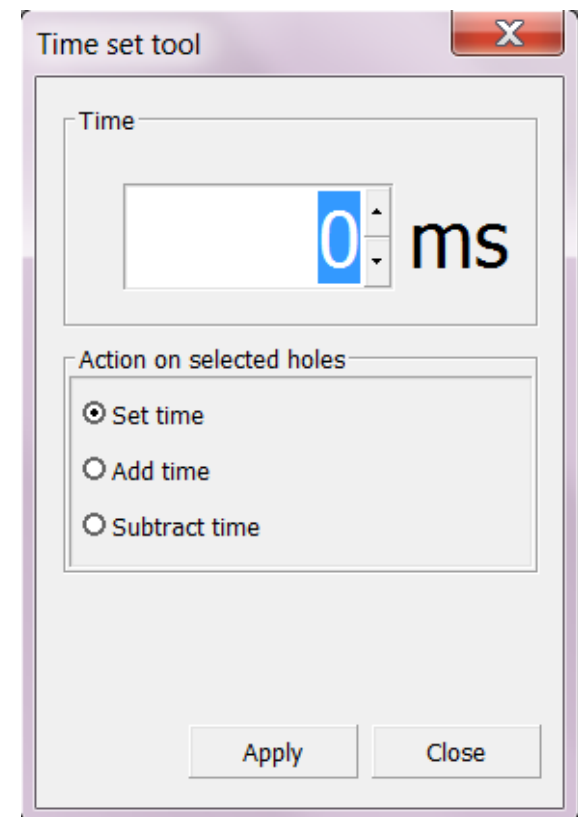 Time set tool
Time
0 ms
Action on selected holes
Set time
Add time
Subtract time
Apply Close